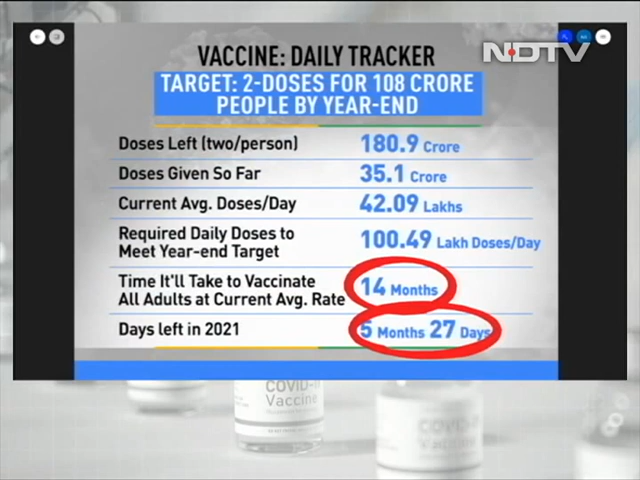 NDTV
VACCINE: DAILY TRACKER
TARGET: 2-DOSES FOR 108 CRORE
PEOPLE BY YEAR-END
Doses Left (two/person) 180.9 Crore
Doses Given So Far 35.1 Crore
Current Avg. Doses/Day 42.09 Lakhs
Required Daily Doses to
Meet Year-end Target 100.49 Lakh Doses/Day
Time It'll Take to Vaccinate
All Adults at Current Avg. Rate 14 Months
Days left in 2021 5 Months 27 Days
COVID-19
Vaccine